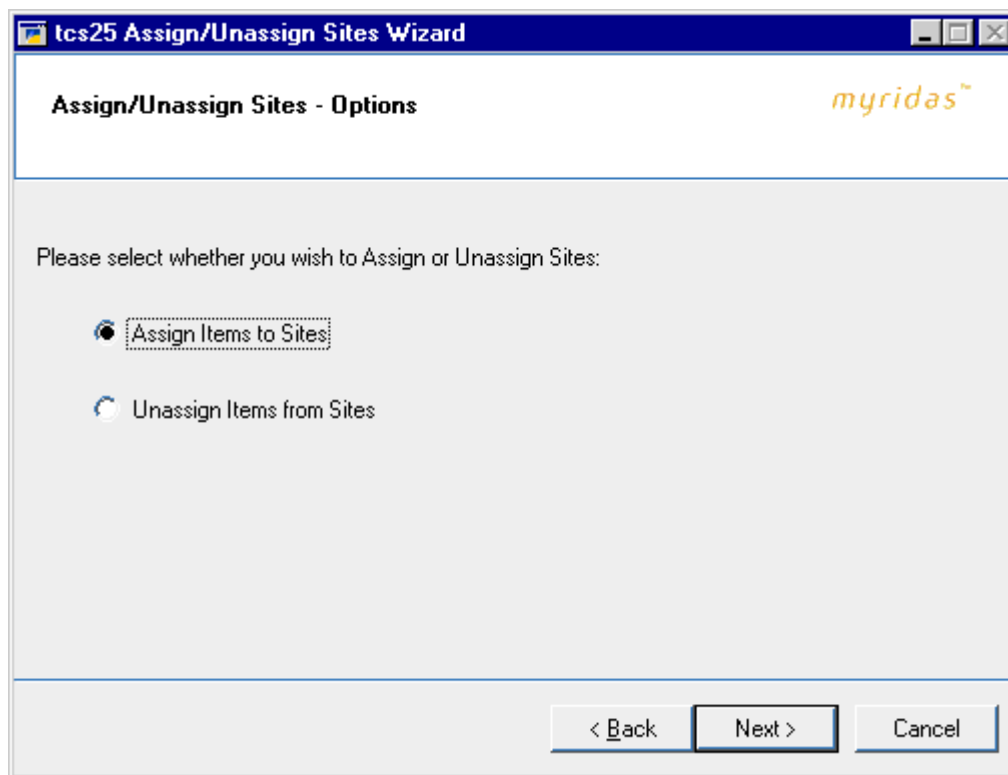 tcs25 Assign/Unassign Sites Wizard
Assign/Unassign Sites - Options
myridas™
Please select whether you wish to Assign or Unassign Sites:
Assign Items to Sites
Unassign Items from Sites
< Back Next > Cancel